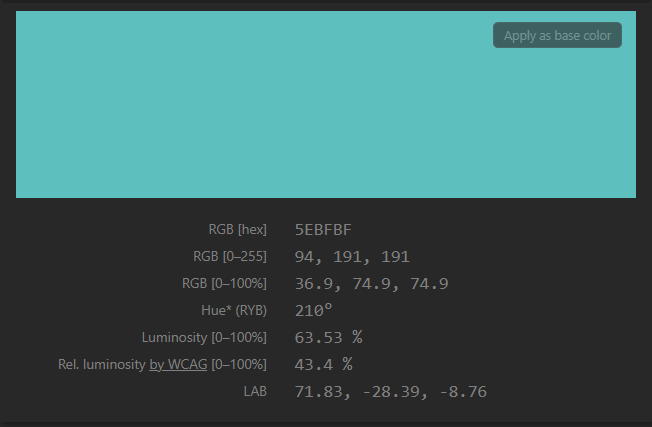 Apply as base color
RGB [hex] 5EBFBF
RGB [0–255] 94, 191, 191
RGB [0–100%] 36.9, 74.9, 74.9
Hue* (RYB) 210°
Luminosity [0–100%] 63.53 %
Rel. luminosity by WCAG [0–100%] 43.4 %
LAB 71.83, -28.39, -8.76